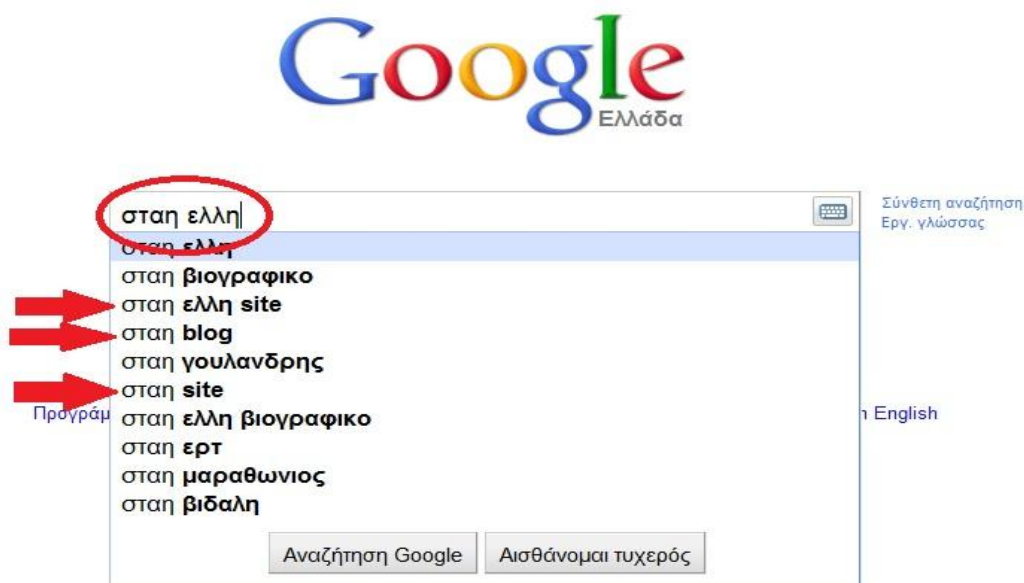 Google
Ελλάδα
σταη ελλη
Σύνθετη αναζήτηση
Εργ. γλώσσας
σταη ελλη
σταη βιογραφικο
σταη ελλη site
σταη blog
σταη γουλανδρης
σταη site
σταη ελλη βιογραφικο
English
σταη ερτ
σταη μαραθωνιος
σταη βιδαλη
Αναζήτηση Google
Αισθάνομαι τυχερός